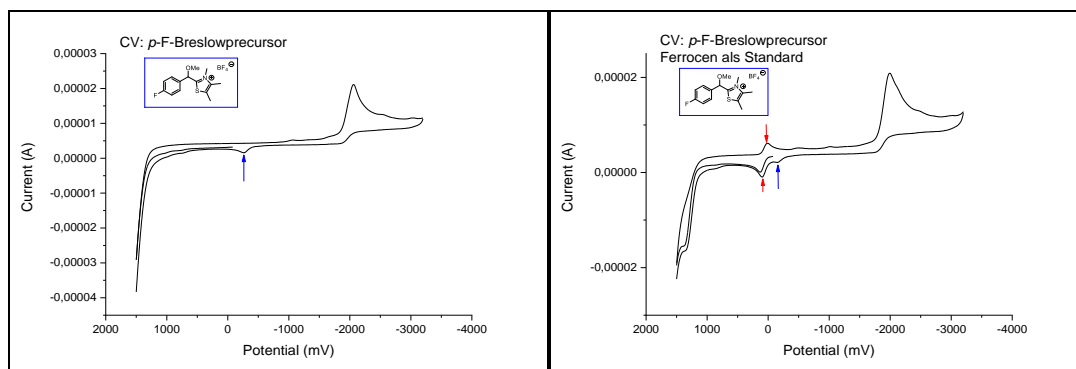 CV: p-F-Breslowprecursor
OMe
N
⊕
BF₄ ⊖
S
F
0,00003
0,00002
0,00001
0,00000
-0,00001
-0,00002
-0,00003
-0,00004
Current (A)
2000 1000 0 -1000 -2000 -3000 -4000
Potential (mV)
CV: p-F-Breslowprecursor
Ferrocen als Standard
OMe
N
⊕
BF₄ ⊖
S
F
0,00002
0,00000
-0,00002
Current (A)
2000 1000 0 -1000 -2000 -3000 -4000
Potential (mV)